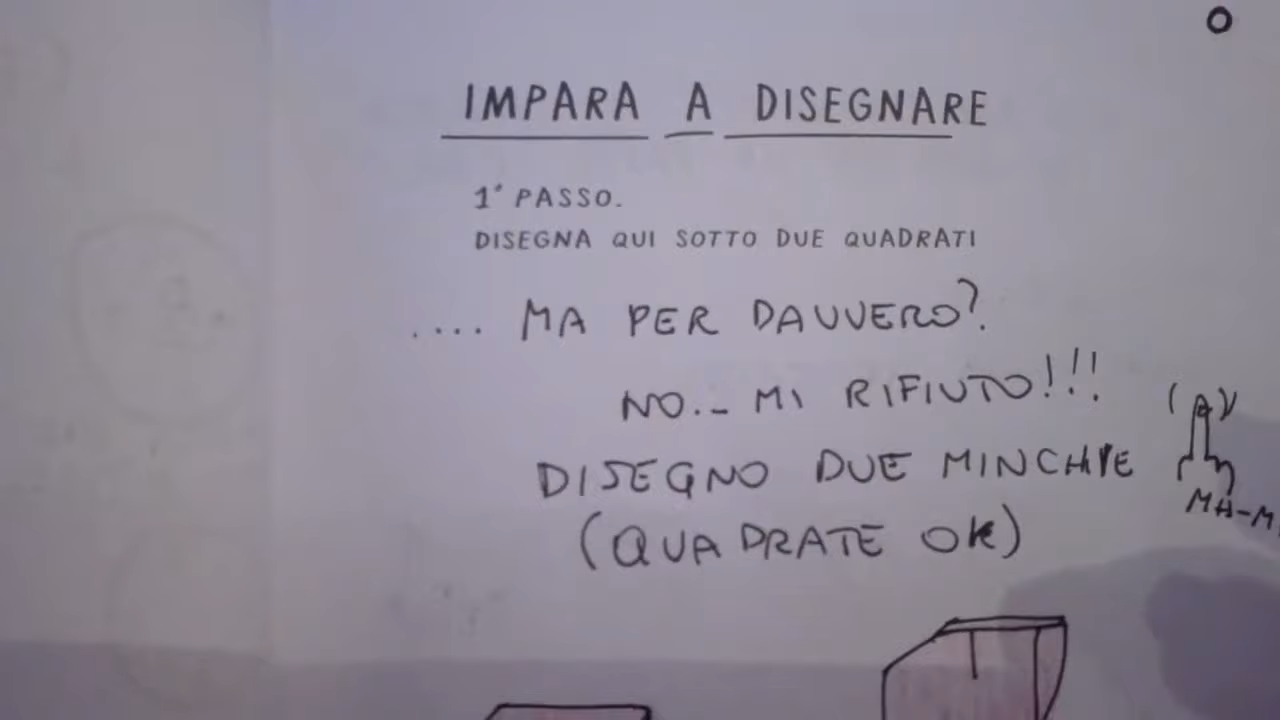 IMPARA A DISEGNARE
1° PASSO.
DISEGNA QUI SOTTO DUE QUADRATI
.... MA PER DAVVERO?
NO.._ MI RIFIUTO!!!
DISEGNO DUE MINCHIE
(QUADRATE OK)